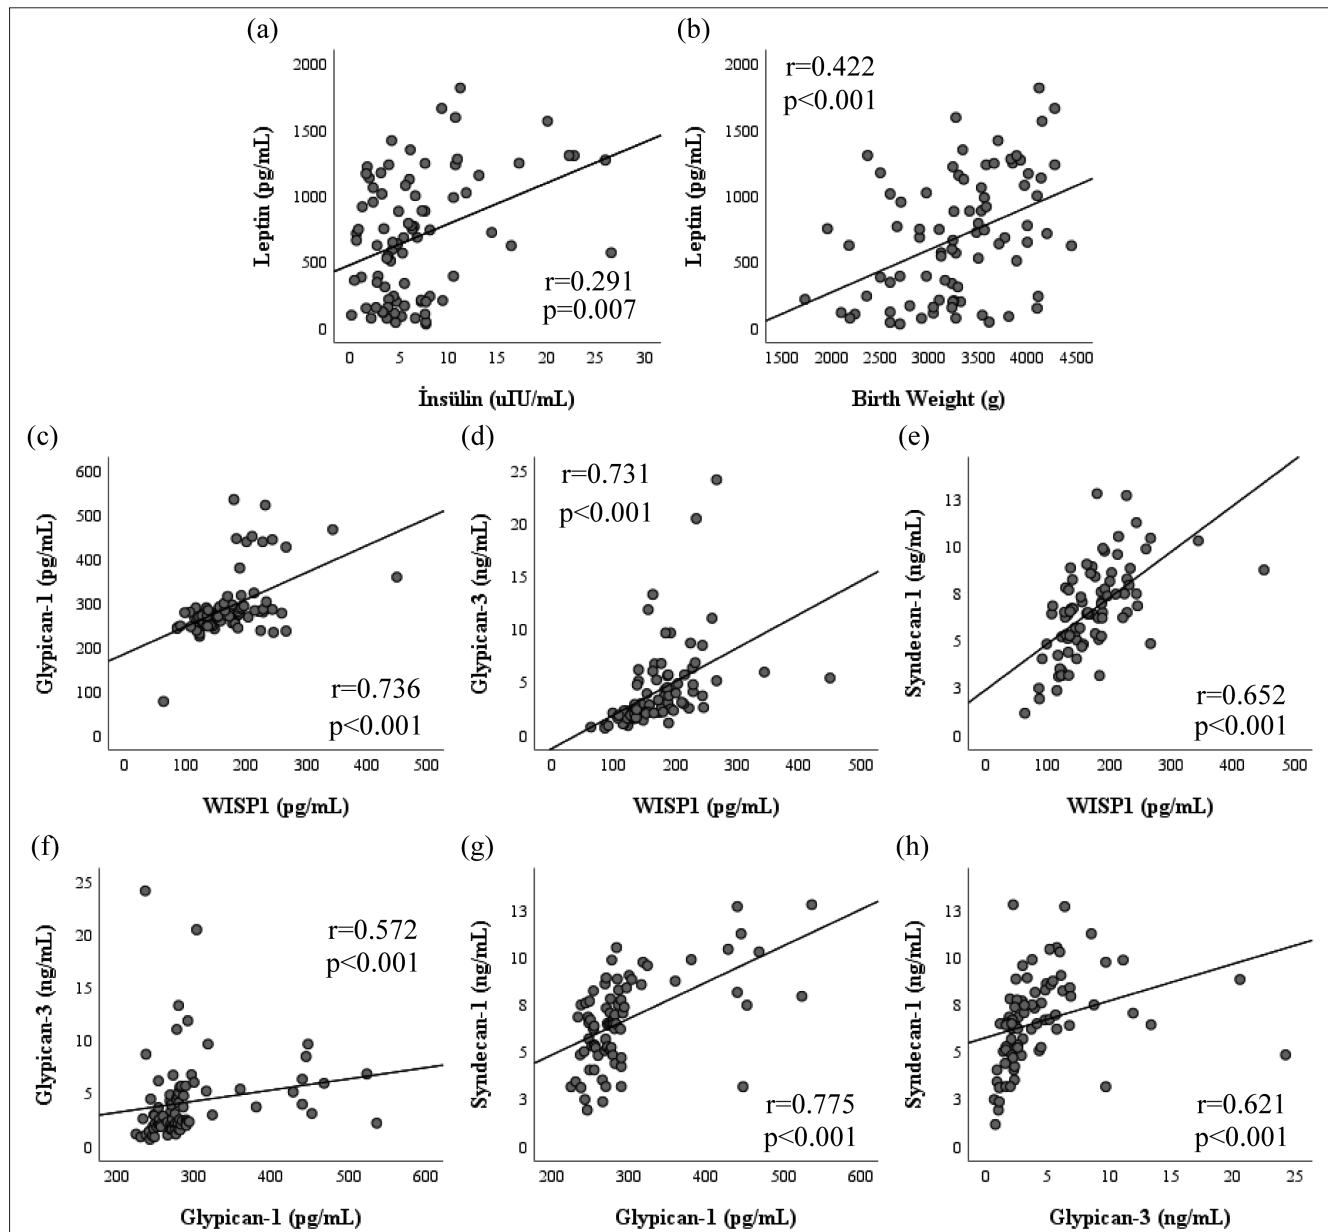 (a)
2000
1500
1000
500
0
Leptin (pg/mL)
r=0.291
p=0.007
0 5 10 15 20 25 30
İnsülin (uIU/mL)
(b)
2000
1500
1000
500
0
Leptin (pg/mL)
r=0.422
p<0.001
1500 2000 2500 3000 3500 4000 4500
Birth Weight (g)
(c)
600
500
400
300
200
100
0
Glypican-1 (pg/mL)
r=0.736
p<0.001
0 100 200 300 400 500
WISP1 (pg/mL)
(d)
25
20
15
10
5
0
Glypican-3 (ng/mL)
r=0.731
p<0.001
0 100 200 300 400 500
WISP1 (pg/mL)
(e)
13
10
8
5
3
0
Syndecan-1 (ng/mL)
r=0.652
p<0.001
0 100 200 300 400 500
WISP1 (pg/mL)
(f)
25
20
15
10
5
0
Glypican-3 (ng/mL)
r=0.572
p<0.001
200 300 400 500 600
Glypican-1 (pg/mL)
(g)
13
10
8
5
3
0
Syndecan-1 (ng/mL)
r=0.775
p<0.001
200 300 400 500 600
Glypican-1 (pg/mL)
(h)
13
10
8
5
3
0
Syndecan-1 (ng/mL)
r=0.621
p<0.001
0 5 10 15 20 25
Glypican-3 (ng/mL)